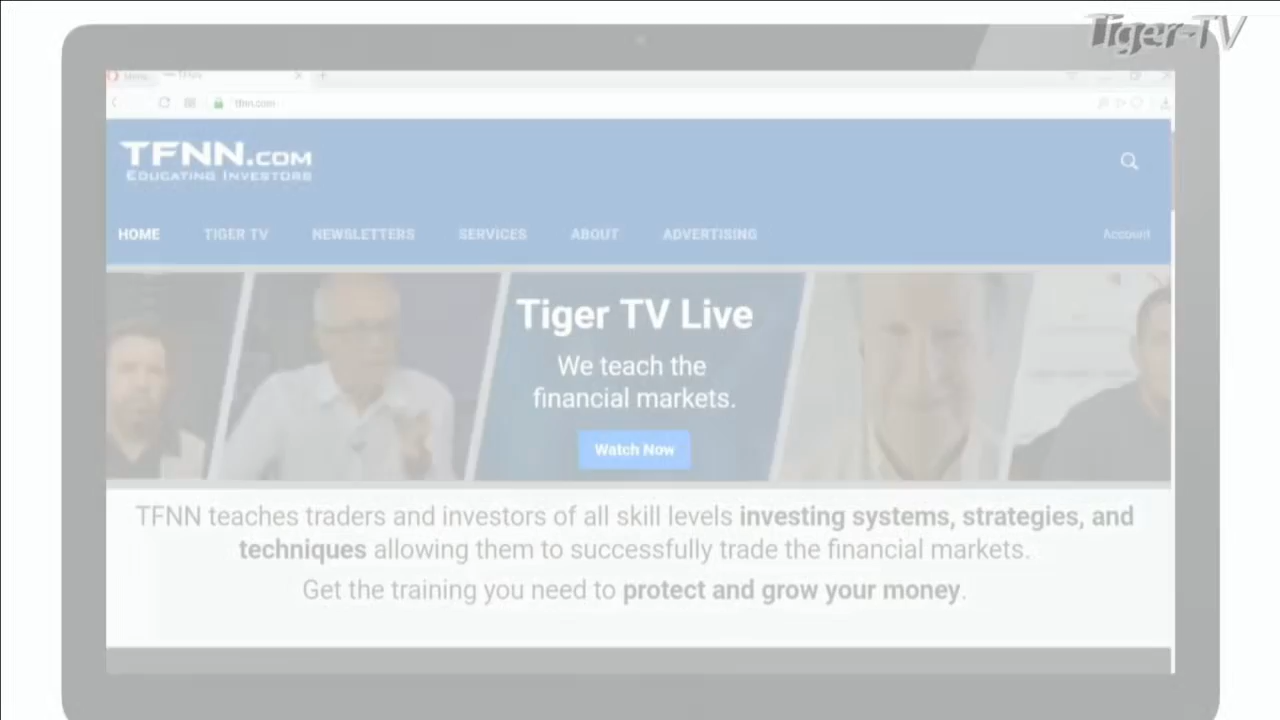 Tiger-TV
tfnn.com
TFNN.COM
EDUCATING INVESTORS
HOME TIGER TV NEWSLETTERS SERVICES ABOUT ADVERTISING Account
Tiger TV Live
We teach the
financial markets.
Watch Now
TFNN teaches traders and investors of all skill levels investing systems, strategies, and
techniques allowing them to successfully trade the financial markets.
Get the training you need to protect and grow your money.